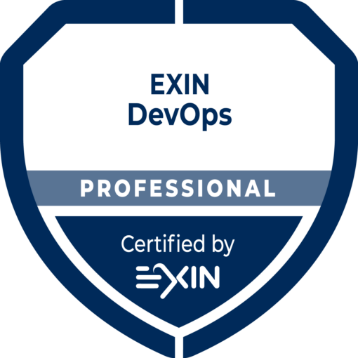 EXIN
DevOps
PROFESSIONAL
Certified by
EXIN